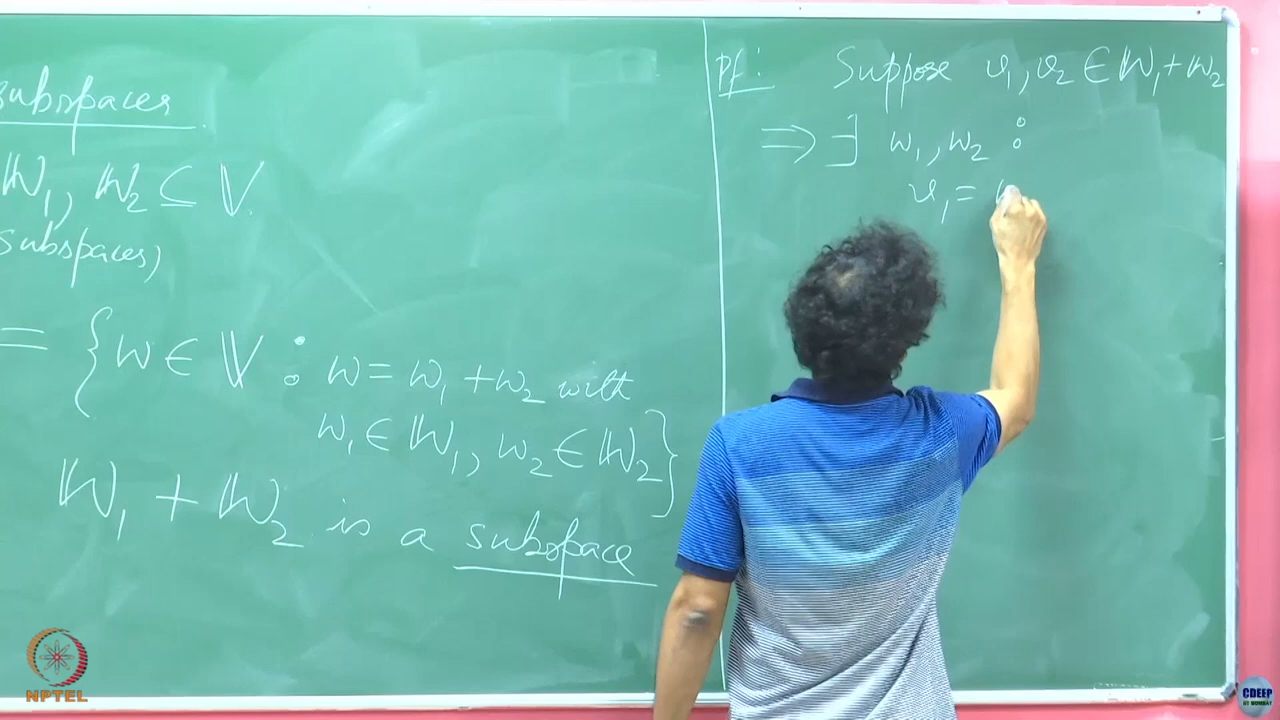 subspaces
W₁, W₂ ⊆ V.
subspaces)
= { w ∈ V : w = w₁ + w₂ with
w₁ ∈ W₁, w₂ ∈ W₂ }
W₁ + W₂ is a subspace
Pf: Suppose v₁, v₂ ∈ W₁ + W₂
⇒ ∃ w₁, w₂ :
v₁ =
NPTEL
CDEEP
IIT BOMBAY